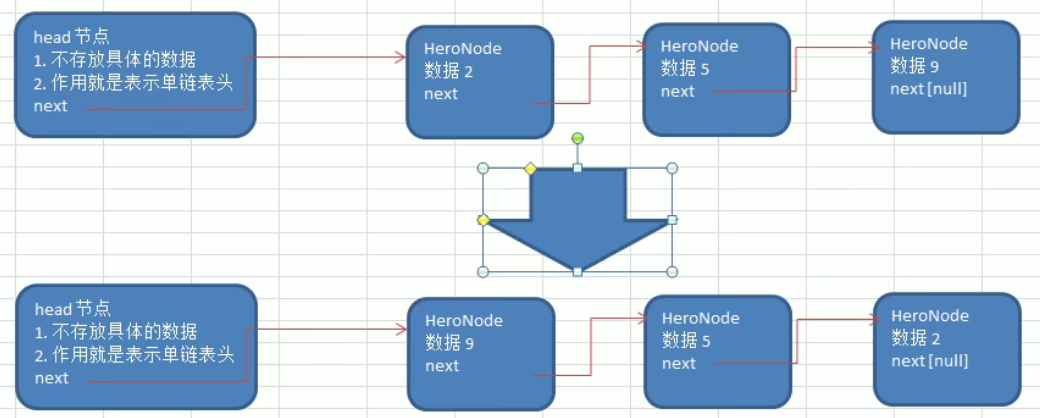 head 节点
1. 不存放具体的数据
2. 作用就是表示单链表头
next
HeroNode
数据 2
next
HeroNode
数据 5
next
HeroNode
数据 9
next [null]
head 节点
1. 不存放具体的数据
2. 作用就是表示单链表头
next
HeroNode
数据 9
next
HeroNode
数据 5
next
HeroNode
数据 2
next [null]